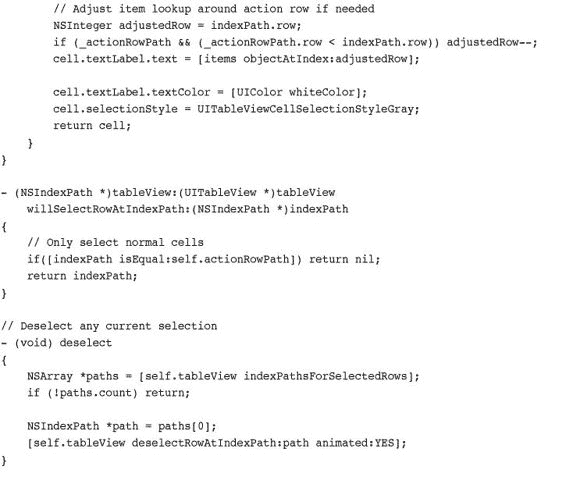 // Adjust item lookup around action row if needed
NSInteger adjustedRow = indexPath.row;
if (_actionRowPath && (_actionRowPath.row < indexPath.row)) adjustedRow--;
cell.textLabel.text = [items objectAtIndex:adjustedRow];
cell.textLabel.textColor = [UIColor whiteColor];
cell.selectionStyle = UITableViewCellSelectionStyleGray;
return cell;
}
}
- (NSIndexPath *)tableView:(UITableView *)tableView
willSelectRowAtIndexPath:(NSIndexPath *)indexPath
{
// Only select normal cells
if([indexPath isEqual:self.actionRowPath]) return nil;
return indexPath;
}
// Deselect any current selection
- (void) deselect
{
NSArray *paths = [self.tableView indexPathsForSelectedRows];
if (!paths.count) return;
NSIndexPath *path = paths[0];
[self.tableView deselectRowAtIndexPath:path animated:YES];
}